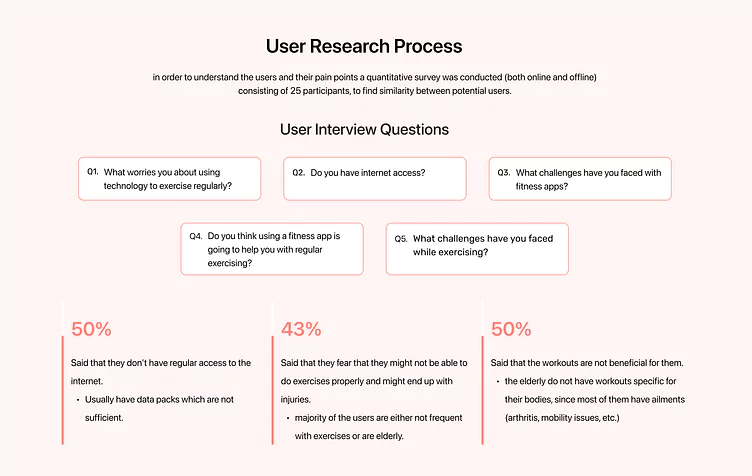 User Research Process
in order to understand the users and their pain points a quantitative survey was conducted (both online and offline)
consisting of 25 participants, to find similarity between potential users.
User Interview Questions
Q1. What worries you about using
technology to exercise regularly?
Q2. Do you have internet access?
Q3. What challenges have you faced with
fitness apps?
Q4. Do you think using a fitness app is
going to help you with regular
exercising?
Q5. What challenges have you faced
while exercising?
50%
Said that they don't have regular access to the
internet.
• Usually have data packs which are not
sufficient.
43%
Said that they fear that they might not be able to
do exercises properly and might end up with
injuries.
• majority of the users are either not frequent
with exercises or are elderly.
50%
Said that the workouts are not beneficial for them.
• the elderly do not have workouts specific for
their bodies, since most of them have ailments
(arthritis, mobility issues, etc.)